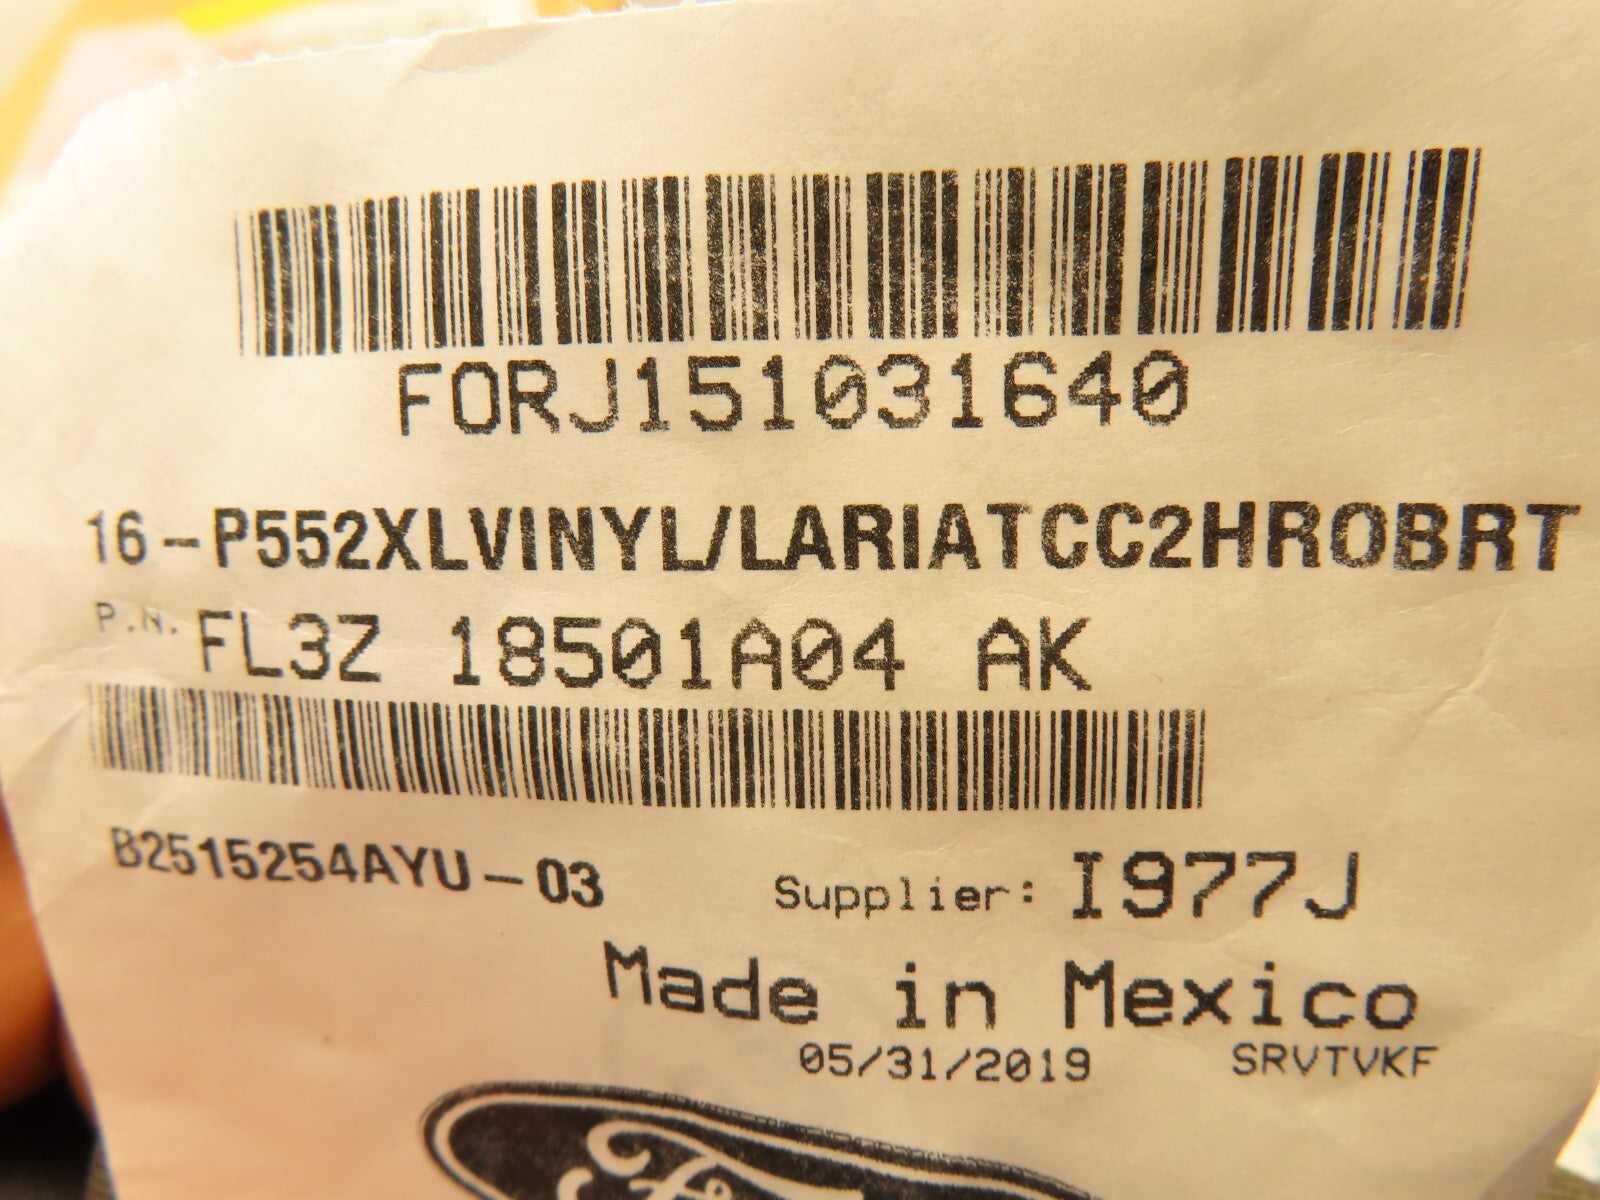 FORJ151031640
16-P552XLVINYL/LARIATCC2HROBRT
P.N. FL3Z 18501A04 AK
B2515254AYU-03
Supplier: I977J
Made in Mexico
05/31/2019 SRVTVKF